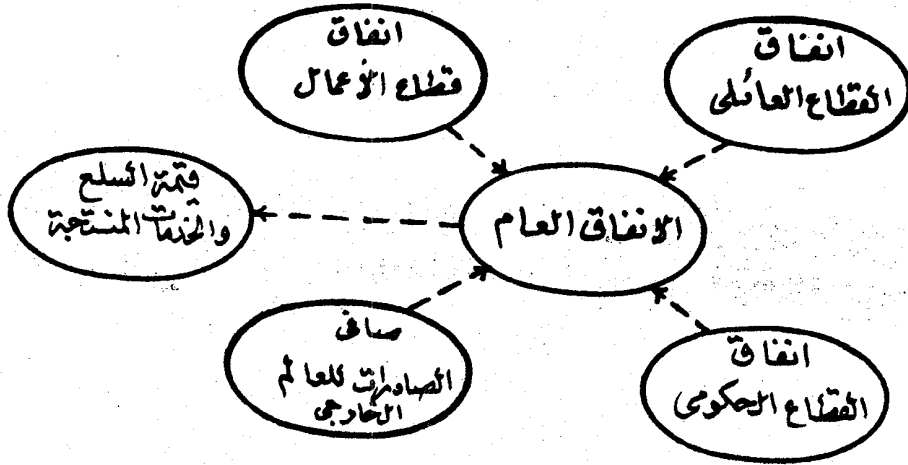 انفاق
القطاع العائلى
انفاق
قطاع الأعمال
الانفاق العام
قيمة السلع
والخدمات المنتجة
صافى
الصادرات للعالم
الخارجى
انفاق
القطاع الحكومى